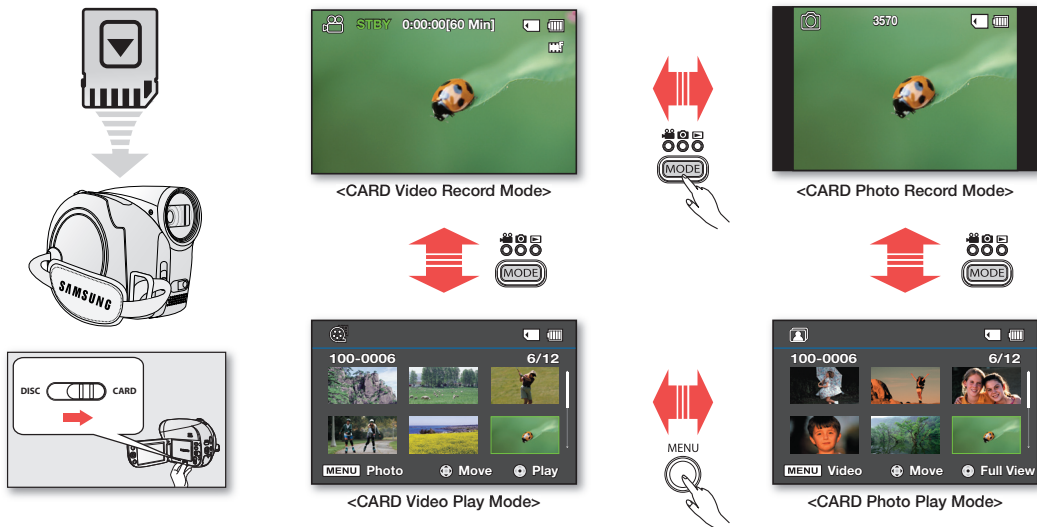 STBY 0:00:00[60 Min]
3570
MODE
<CARD Video Record Mode>
<CARD Photo Record Mode>
SAMSUNG
MODE
MODE
DISC CARD
100-0006 6/12
MENU Photo Move Play
<CARD Video Play Mode>
MENU
100-0006 6/12
MENU Video Move Full View
<CARD Photo Play Mode>